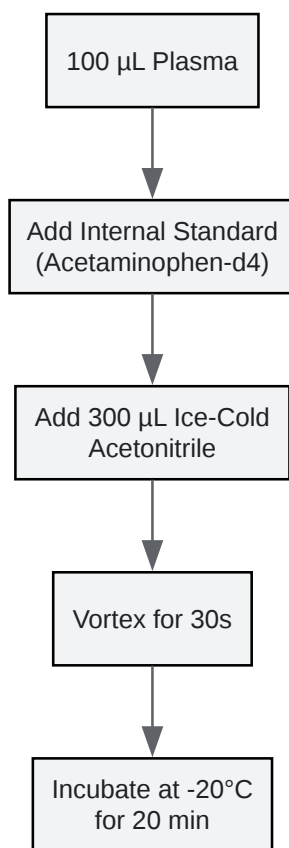 100 µL Plasma
Add Internal Standard
(Acetaminophen-d4)
Add 300 µL Ice-Cold
Acetonitrile
Vortex for 30s
Incubate at -20°C
for 20 min